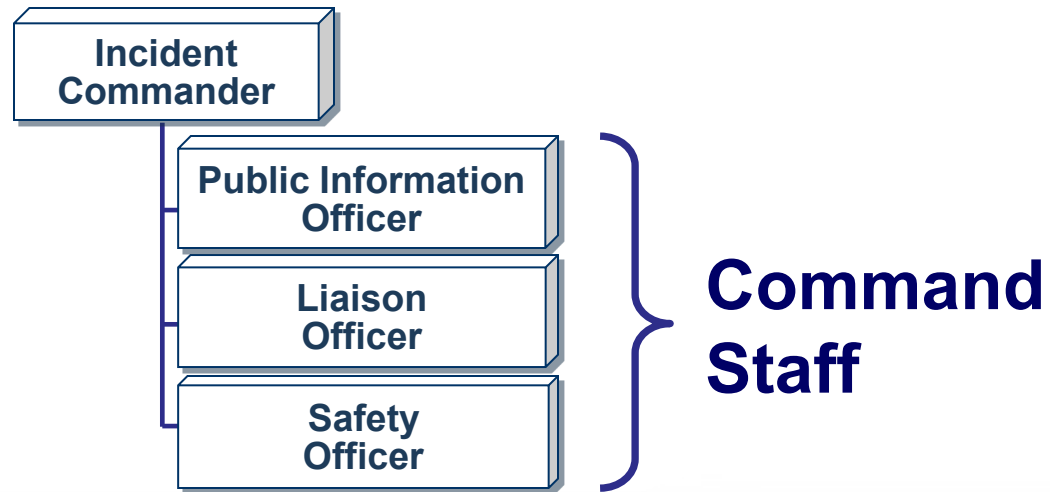 Incident
Commander
Public Information
Officer
Liaison
Officer
Safety
Officer
Command
Staff